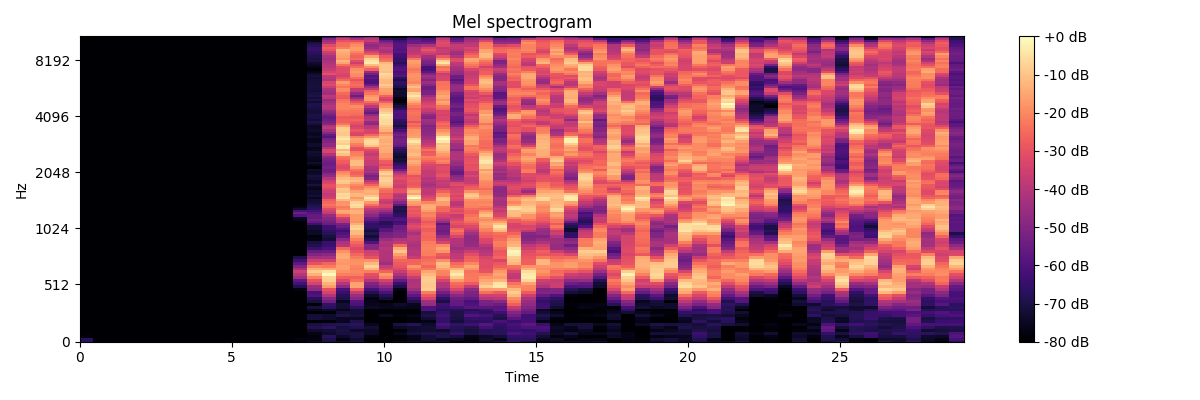 Mel spectrogram
8192
4096
2048
1024
512
0
Hz
0 5 10 15 20 25
Time
+0 dB
-10 dB
-20 dB
-30 dB
-40 dB
-50 dB
-60 dB
-70 dB
-80 dB